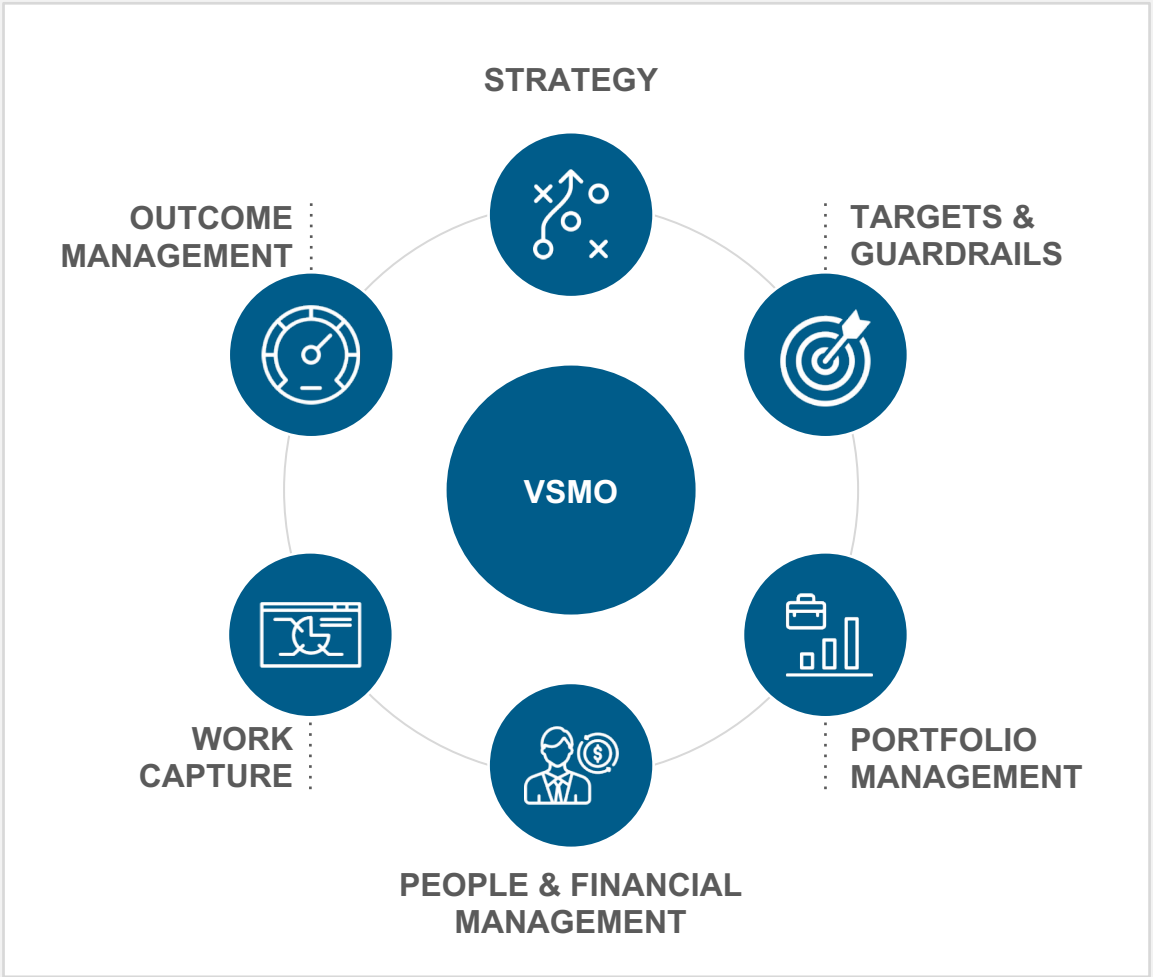 STRATEGY
OUTCOME
MANAGEMENT
TARGETS &
GUARDRAILS
VSMO
WORK
CAPTURE
PORTFOLIO
MANAGEMENT
$
PEOPLE & FINANCIAL
MANAGEMENT